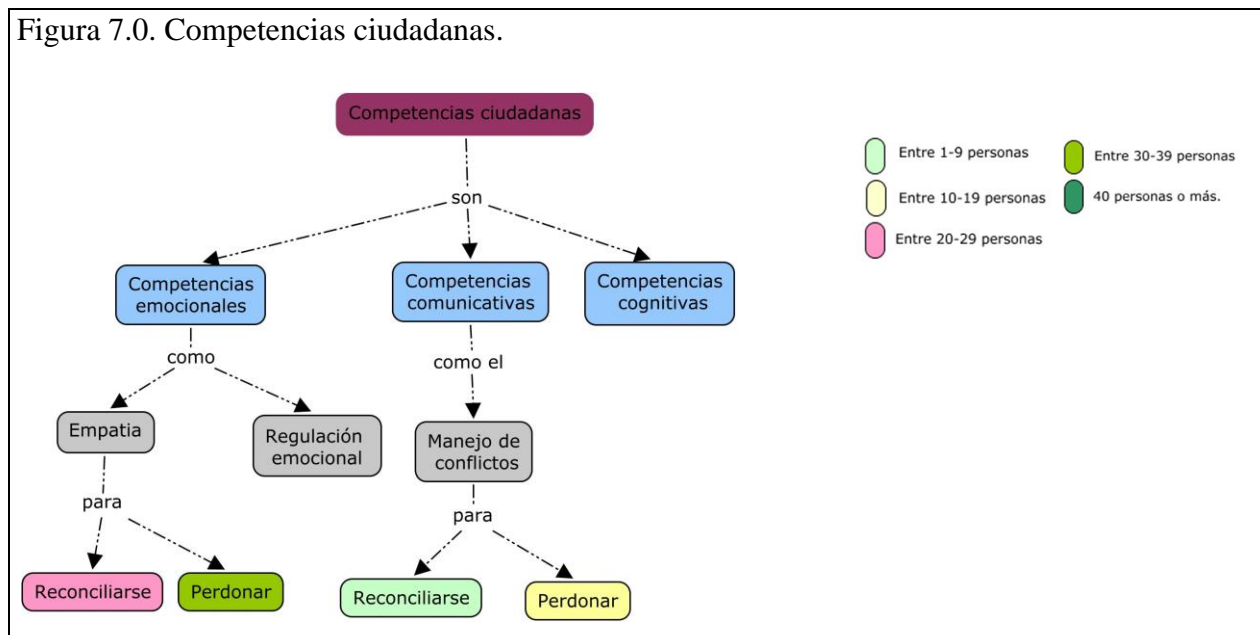 Figura 7.0. Competencias ciudadanas.
Competencias ciudadanas
Entre 1-9 personas
Entre 30-39 personas
Entre 10-19 personas
40 personas o más.
Entre 20-29 personas
son
Competencias
emocionales
Competencias
comunicativas
Competencias
cognitivas
como
como el
Empatia
Regulación
emocional
Manejo de
conflictos
para
para
Reconciliarse
Perdonar
Reconciliarse
Perdonar